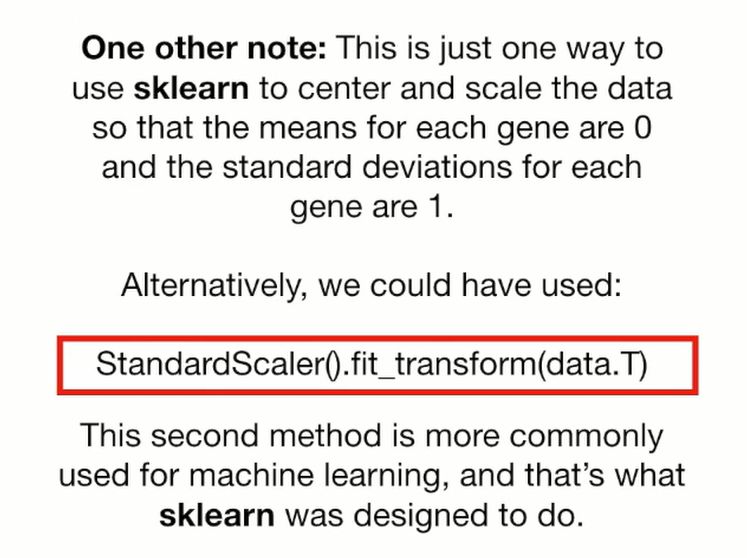 One other note: This is just one way to
use sklearn to center and scale the data
so that the means for each gene are 0
and the standard deviations for each
gene are 1.
Alternatively, we could have used:
StandardScaler().fit_transform(data.T)
This second method is more commonly
used for machine learning, and that’s what
sklearn was designed to do.